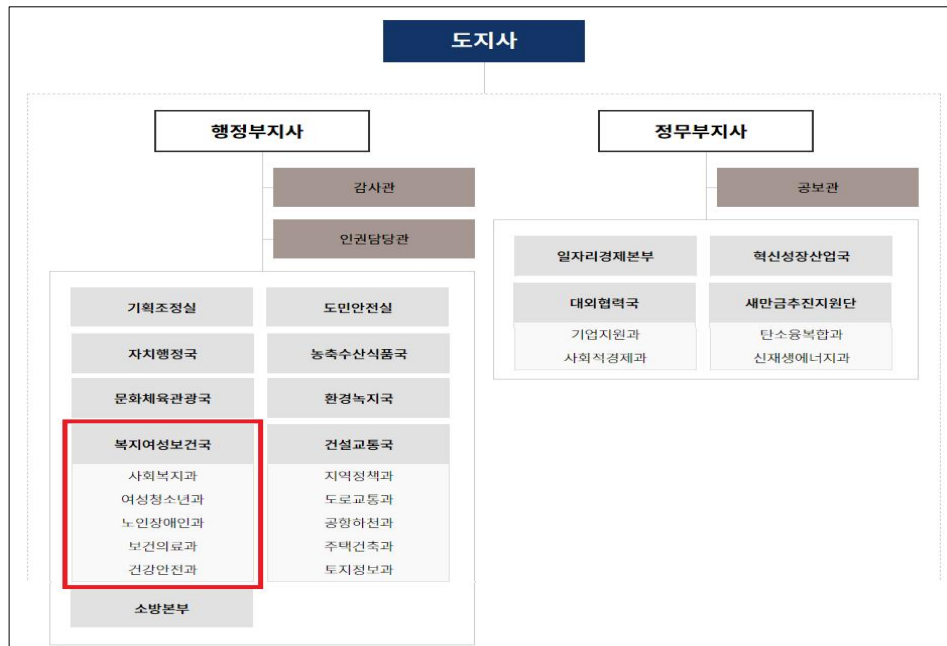 도지사
행정부지사
감사관
인권담당관
기획조정실
도민안전실
자치행정국
농축수산식품국
문화체육관광국
환경녹지국
복지여성보건국
사회복지과
여성청소년과
노인장애인과
보건의료과
건강안전과
건설교통국
지역정책과
도로교통과
공항하천과
주택건축과
토지정보과
소방본부
정무부지사
공보관
일자리경제본부
혁신성장산업국
대외협력국
기업지원과
사회적경제과
새만금추진지원단
탄소융복합과
신재생에너지과